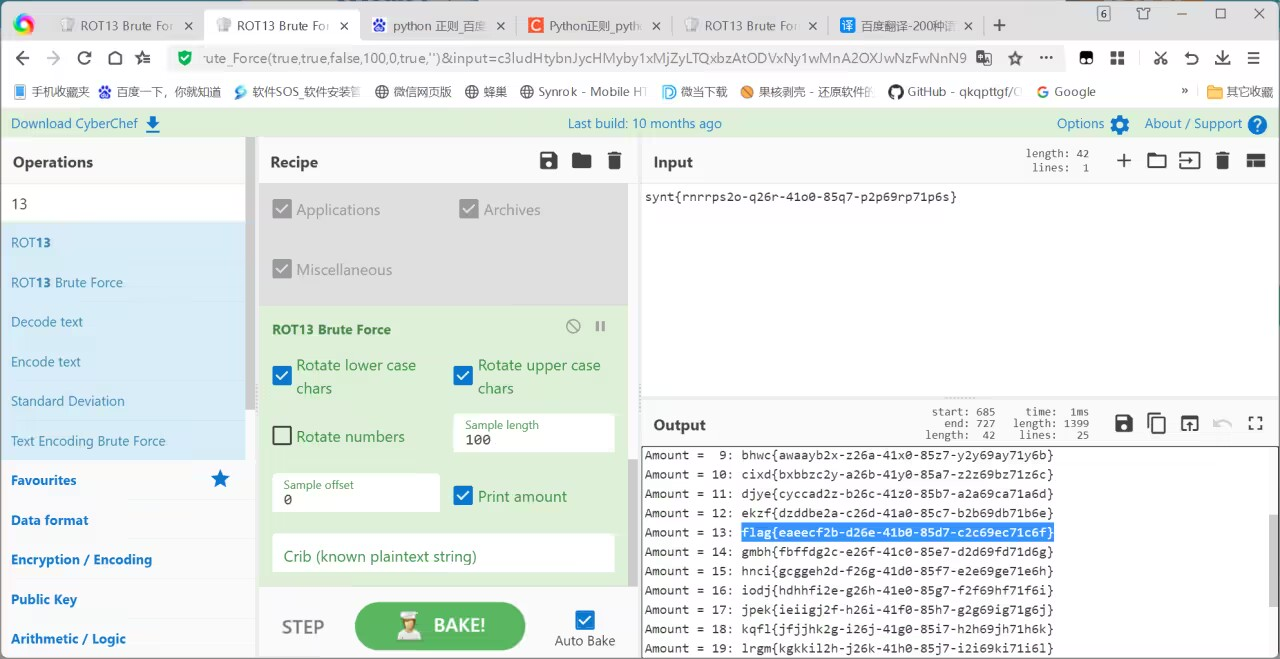 ROT13 Brute For
ROT13 Brute For
python 正则_百度
Python正则_pyth
ROT13 Brute For
百度翻译-200种语
6
rute_Force(true,true,false,100,0,true,'')&input=c3ludHtybnJycHMyby1xMjZyLTQxbzAtODVxNy1wMnA2OXJwNzFwNnN9
手机收藏夹
百度一下，你就知道
软件SOS_软件安装管
微信网页版
蜂巢
Synrok - Mobile HT
微当下载
果核剥壳 - 还原软件的
GitHub - qkqpttgf/O
Google
»
其它收藏
Download CyberChef
Last build: 10 months ago
Options
About / Support
Operations
13
ROT13
ROT13 Brute Force
Decode text
Encode text
Standard Deviation
Text Encoding Brute Force
Favourites
Data format
Encryption / Encoding
Public Key
Arithmetic / Logic
Recipe
Applications
Archives
Miscellaneous
ROT13 Brute Force
Rotate lower case chars
Rotate upper case chars
Rotate numbers
Sample length
100
Sample offset
0
Print amount
Crib (known plaintext string)
STEP
BAKE!
Auto Bake
Input
length: 42
lines: 1
synt{rnrrps2o-q26r-41o0-85q7-p2p69rp71p6s}
Output
start: 685
end: 727
length: 42
time: 1ms
length: 1399
lines: 25
Amount = 9: bhwc{awaayb2x-z26a-41x0-85z7-y2y69ay71y6b}
Amount = 10: cixd{bxbbzc2y-a26b-41y0-85a7-z2z69bz71z6c}
Amount = 11: djye{cyccad2z-b26c-41z0-85b7-a2a69ca71a6d}
Amount = 12: ekzf{dzddbe2a-c26d-41a0-85c7-b2b69db71b6e}
Amount = 13: flag{eaeecf2b-d26e-41b0-85d7-c2c69ec71c6f}
Amount = 14: gmbh{fbffdg2c-e26f-41c0-85e7-d2d69fd71d6g}
Amount = 15: hnci{gcggeh2d-f26g-41d0-85f7-e2e69ge71e6h}
Amount = 16: iodj{hdhhfi2e-g26h-41e0-85g7-f2f69hf71f6i}
Amount = 17: jpek{ieiigj2f-h26i-41f0-85h7-g2g69ig71g6j}
Amount = 18: kqfl{jfjjhk2g-i26j-41g0-85i7-h2h69jh71h6k}
Amount = 19: lrgm{kgkkil2h-j26k-41h0-85j7-i2i69ki71i6l}